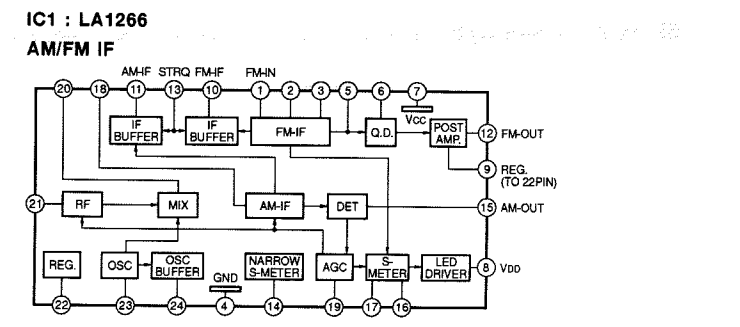 IC1 : LA1266
AM/FM IF
AM-IF STRQ FM-IF FM-IN
20 18 11 13 10 1 2 3 5 6 7
VCC
IF BUFFER
IF BUFFER
FM-IF
Q.D.
POST AMP.
12 FM-OUT
9 REG.
(TO 22PIN)
21
RF
MIX
AM-IF
DET
15 AM-OUT
REG.
OSC
OSC BUFFER
GND
NARROW S-METER
AGC
S-METER
LED DRIVER
8 VDD
22 23 24 4 14 19 17 16